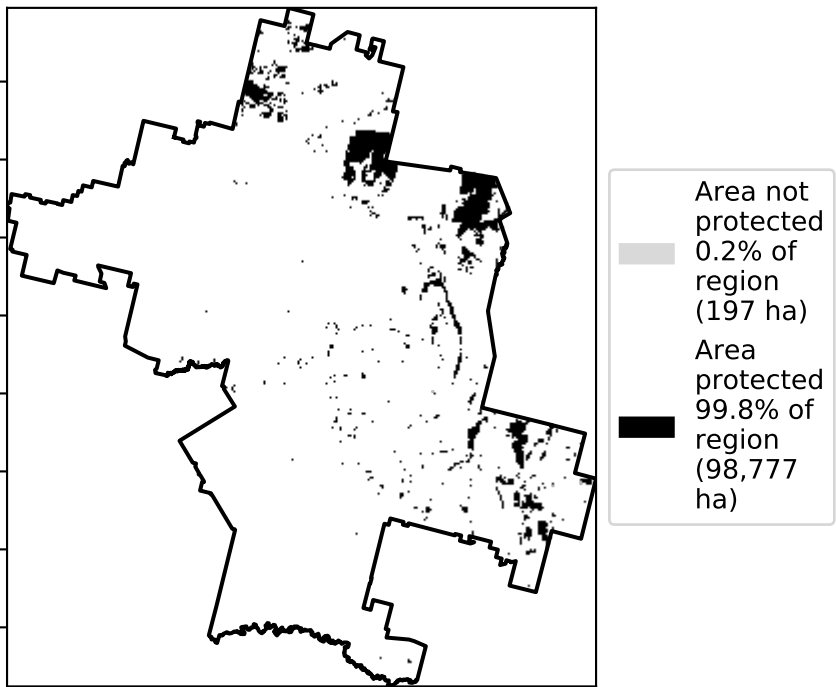 Area not
protected
0.2% of
region
(197 ha)
Area
protected
99.8% of
region
(98,777
ha)